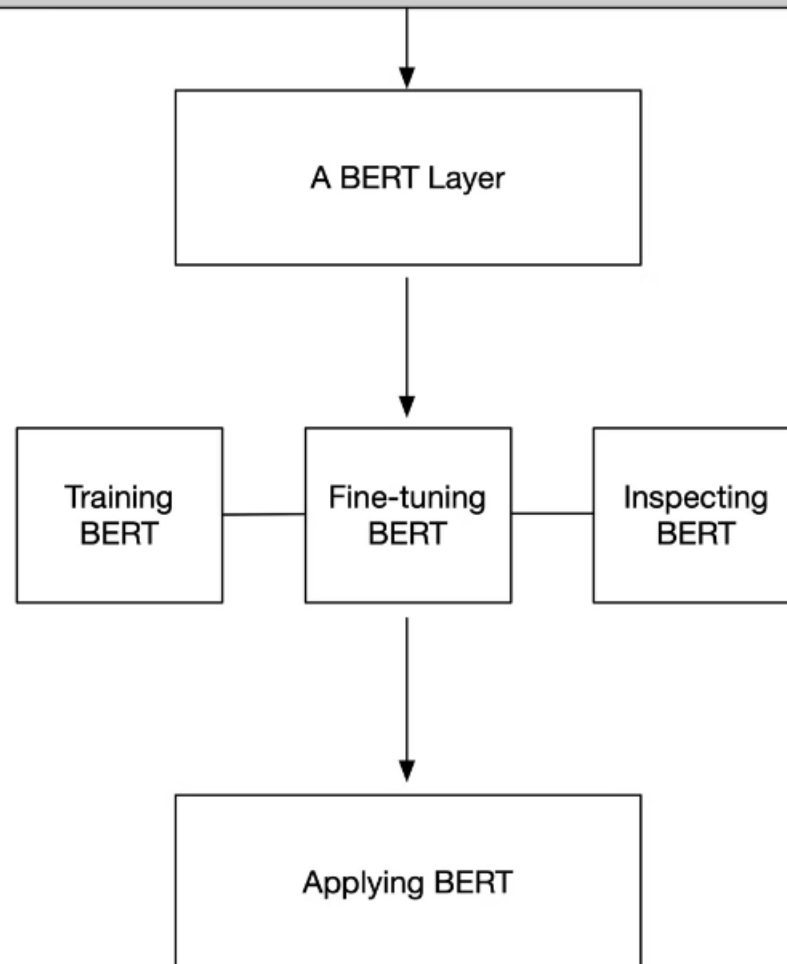 A BERT Layer
Training
BERT
Fine-tuning
BERT
Inspecting
BERT
Applying BERT